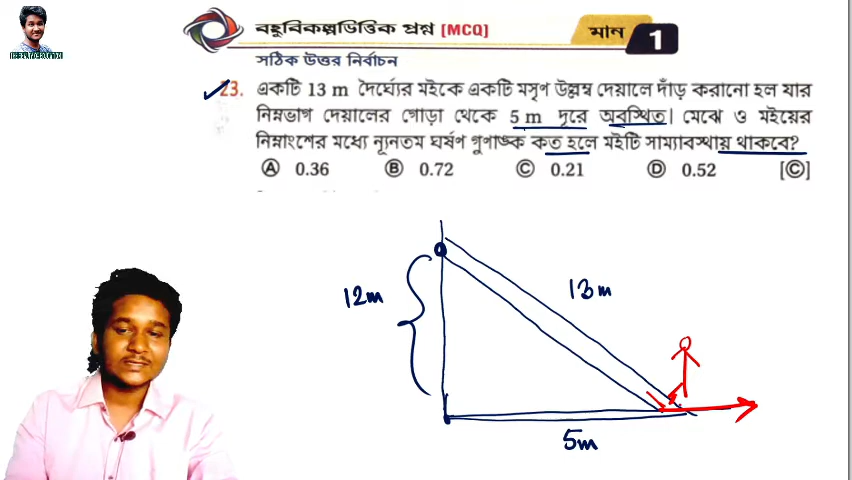 বহুবিকল্পভিত্তিক প্রশ্ন [MCQ] মান 1
সঠিক উত্তর নির্বাচন
23. একটি 13 m দৈর্ঘ্যের মইকে একটি মসৃণ উল্লম্ব দেয়ালে দাঁড় করানো হল যার
নিম্নভাগ দেয়ালের গোড়া থেকে 5 m দূরে অবস্থিত। মেঝে ও মইয়ের
নিম্নাংশের মধ্যে ন্যূনতম ঘর্ষণ গুণাঙ্ক কত হলে মইটি সাম্যাবস্থায় থাকবে?
Ⓐ 0.36 Ⓑ 0.72 Ⓒ 0.21 Ⓓ 0.52 [Ⓒ]
12m
13m
5m